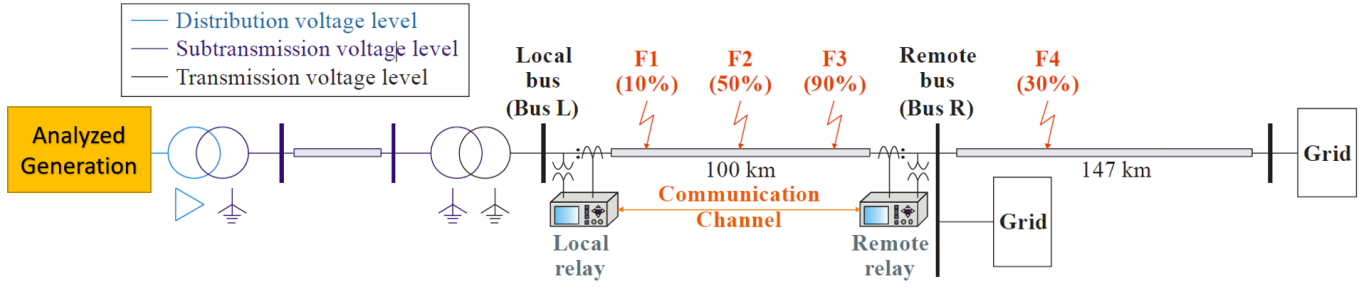 Distribution voltage level
Subtransmission voltage level
Transmission voltage level
Analyzed
Generation
Local
bus
(Bus L)
F1
(10%)
F2
(50%)
F3
(90%)
Remote
bus
(Bus R)
F4
(30%)
Grid
100 km
147 km
Communication
Channel
Grid
Local
relay
Remote
relay